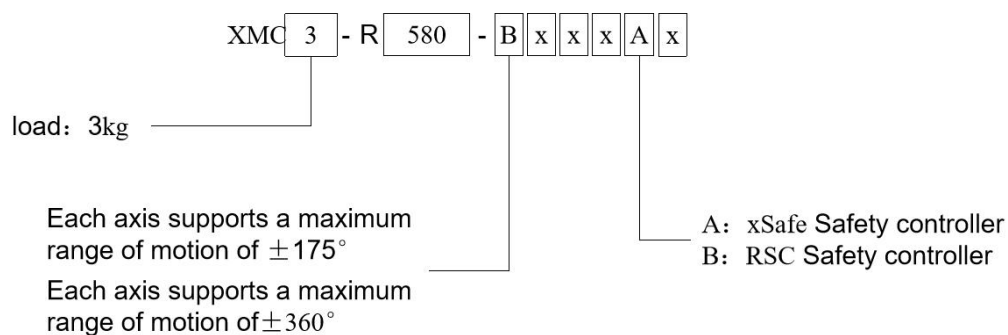 XMC 3 - R 580 - B x x x A x
load：3kg
Each axis supports a maximum
range of motion of ±175°
Each axis supports a maximum
range of motion of±360°
A：xSafe Safety controller
B：RSC Safety controller